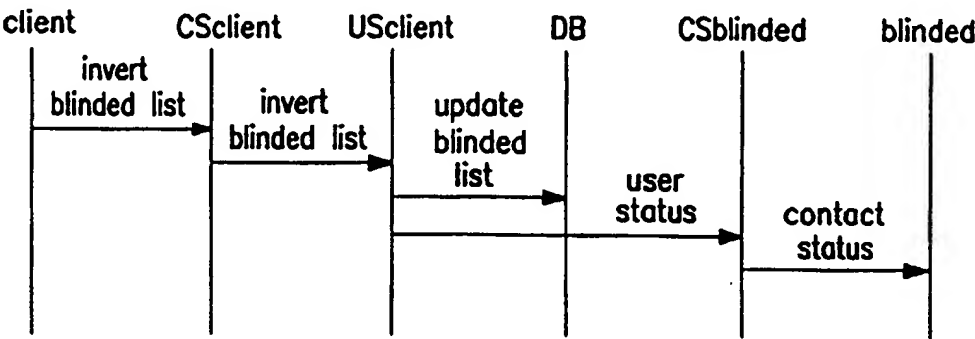 client CSclient USclient DB CSblinded blinded
invert
blinded list
invert
blinded list
update
blinded
list
user
status
contact
status